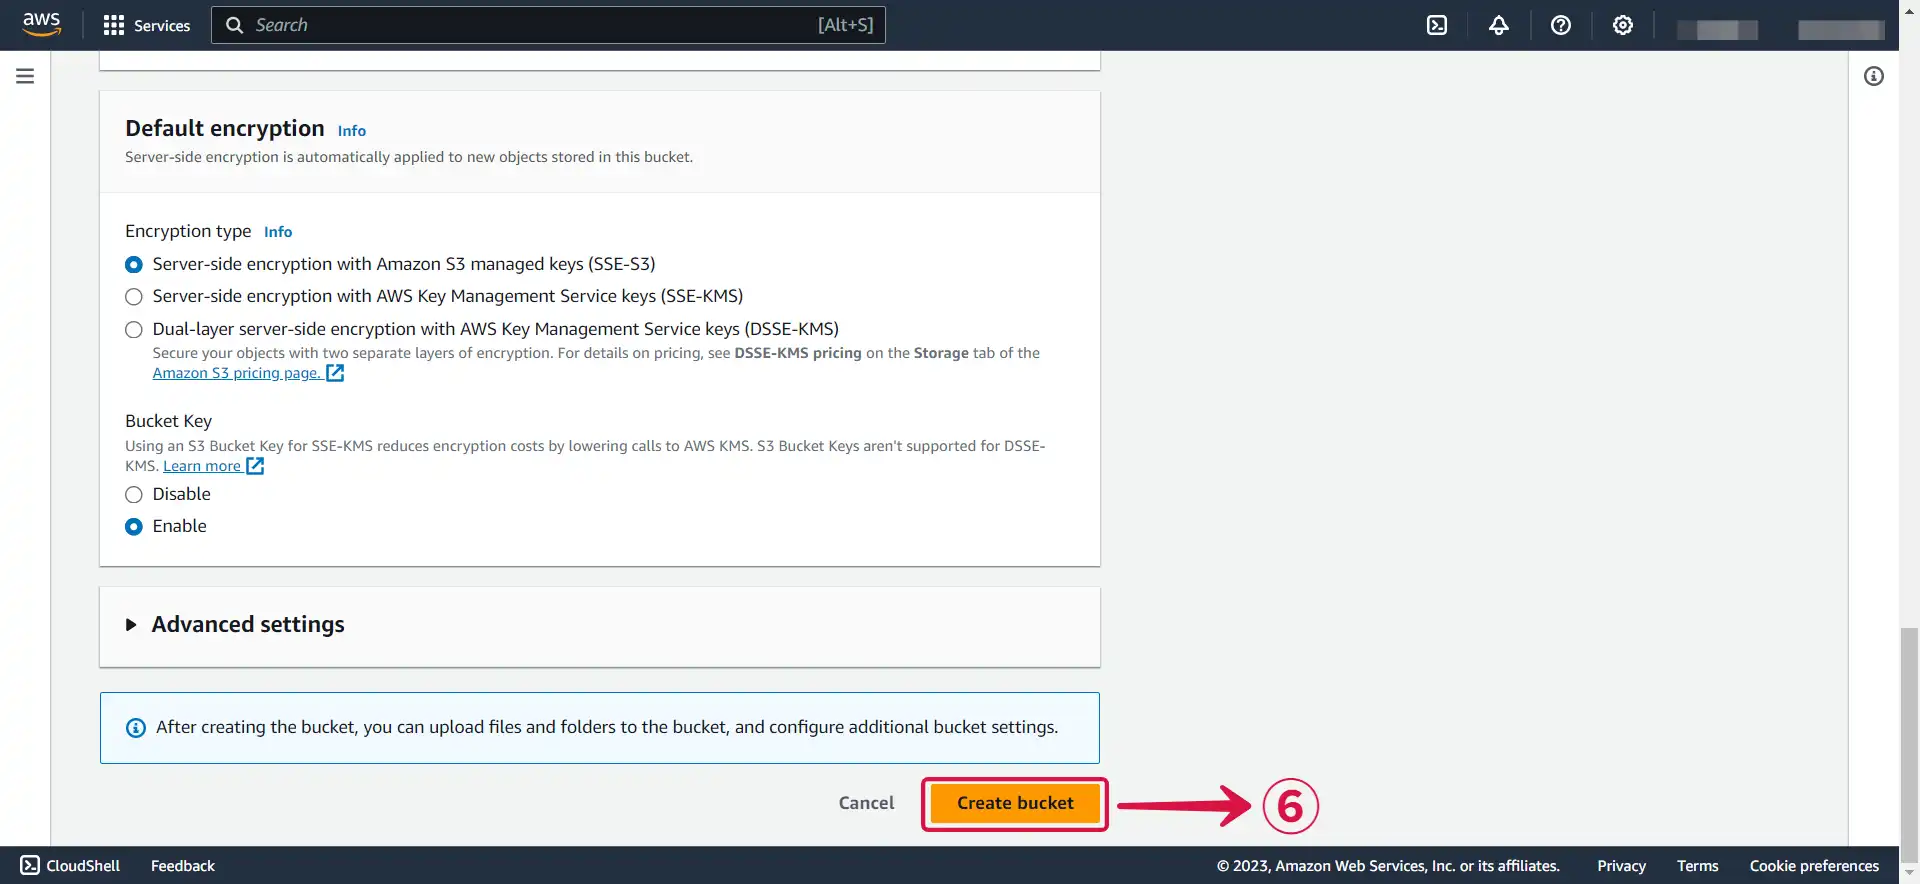 aws
Services
Search
[Alt+S]
Default encryption Info
Server-side encryption is automatically applied to new objects stored in this bucket.
Encryption type Info
Server-side encryption with Amazon S3 managed keys (SSE-S3)
Server-side encryption with AWS Key Management Service keys (SSE-KMS)
Dual-layer server-side encryption with AWS Key Management Service keys (DSSE-KMS)
Secure your objects with two separate layers of encryption. For details on pricing, see DSSE-KMS pricing on the Storage tab of the
Amazon S3 pricing page.
Bucket Key
Using an S3 Bucket Key for SSE-KMS reduces encryption costs by lowering calls to AWS KMS. S3 Bucket Keys aren't supported for DSSE-
KMS. Learn more
Disable
Enable
Advanced settings
After creating the bucket, you can upload files and folders to the bucket, and configure additional bucket settings.
Cancel
Create bucket
6
CloudShell
Feedback
© 2023, Amazon Web Services, Inc. or its affiliates.
Privacy
Terms
Cookie preferences